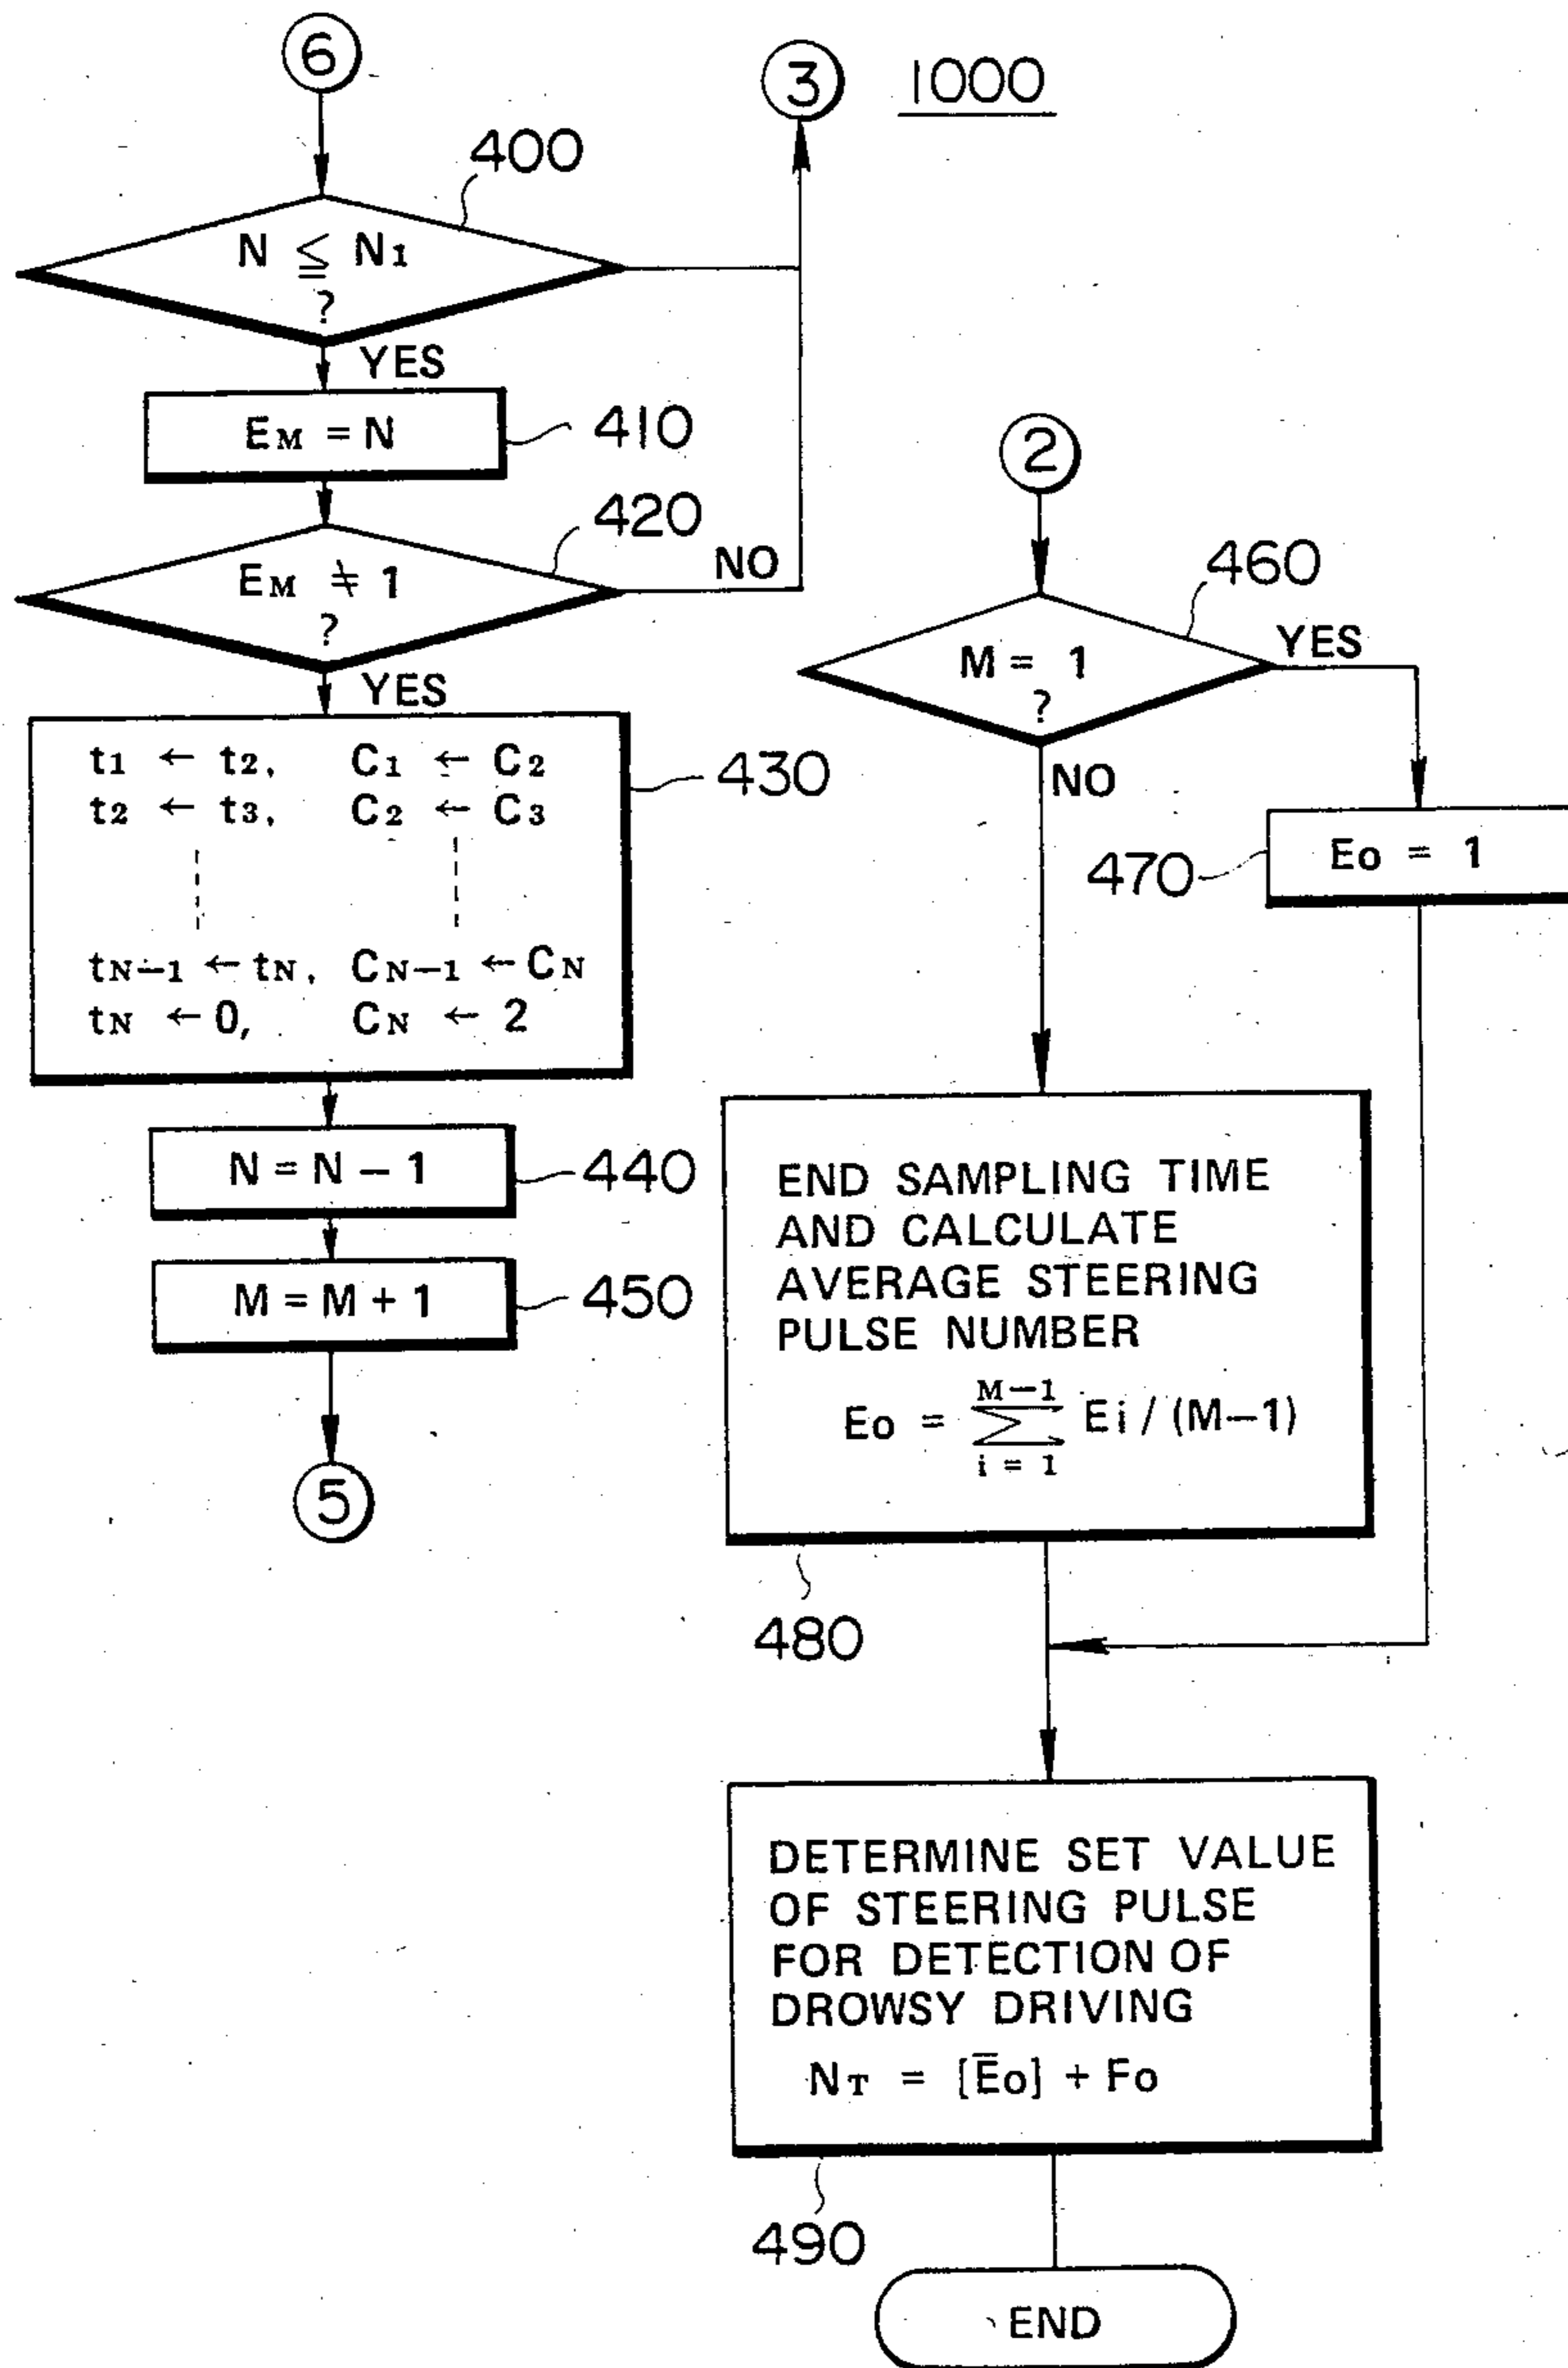 6
3
1000
400
N ≦ N1
?
YES
EM = N
410
420
EM ≠ 1
?
NO
YES
t1 ← t2, C1 ← C2
t2 ← t3, C2 ← C3
tN−1 ← tN, CN−1 ← CN
tN ← 0, CN ← 2
430
N = N − 1
440
M = M + 1
450
5
2
460
M = 1
?
YES
NO
470
Eo = 1
END SAMPLING TIME
AND CALCULATE
AVERAGE STEERING
PULSE NUMBER
M−1
Eo = ∑ Ei / (M−1)
i = 1
480
DETERMINE SET VALUE
OF STEERING PULSE
FOR DETECTION OF
DROWSY DRIVING
NT = [E̅o] + Fo
490
END